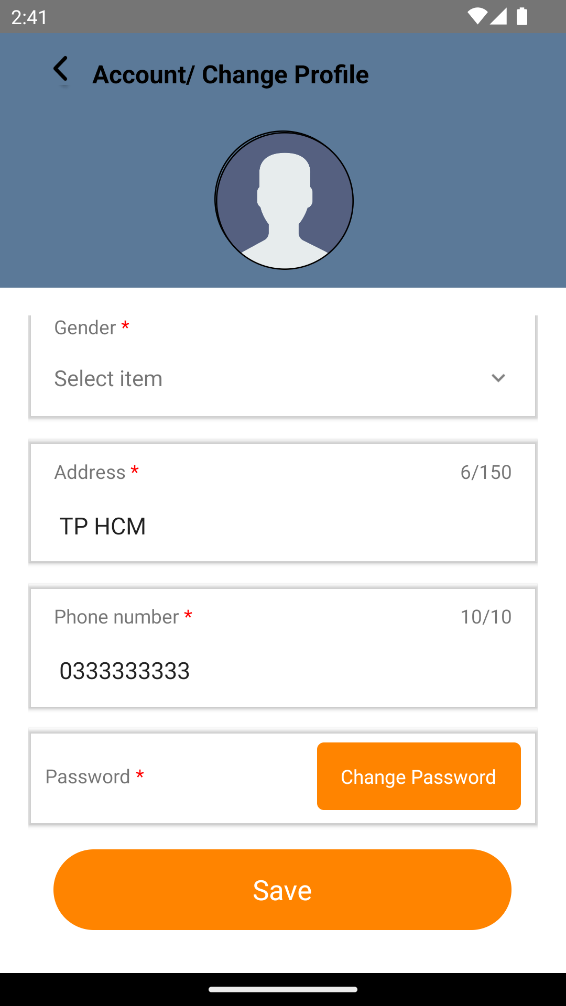 2:41
Account/ Change Profile
Gender *
Select item
Address * 6/150
TP HCM
Phone number * 10/10
0333333333
Password * Change Password
Save